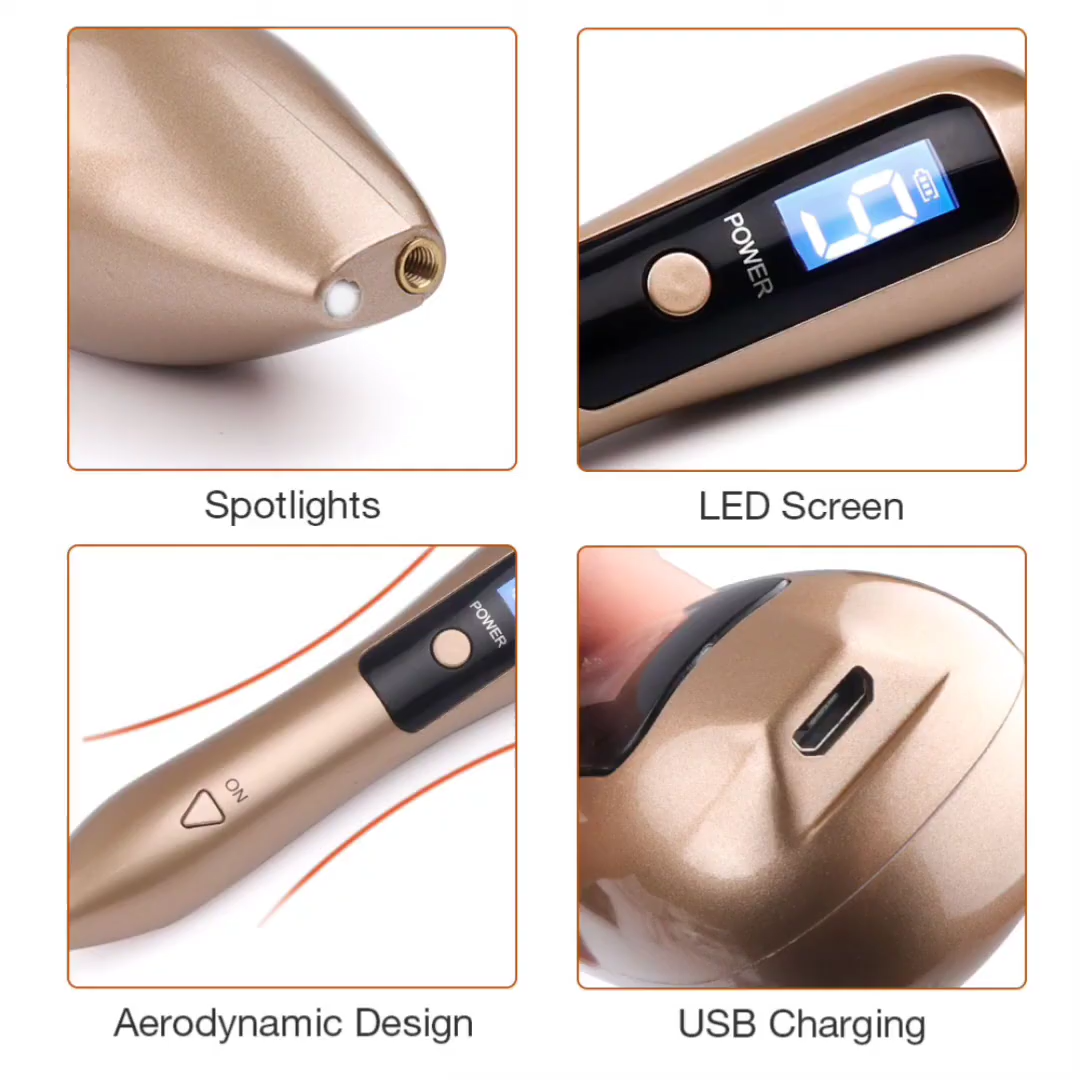 POWER
Spotlights
LED Screen
POWER
ON
Aerodynamic Design
USB Charging